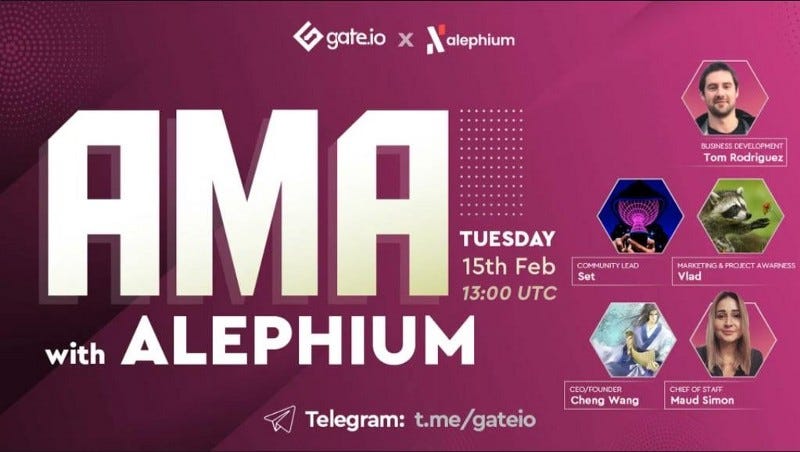 gate.io x alephium
AMA
with ALEPHIUM
TUESDAY
15th Feb
13:00 UTC
BUSINESS DEVELOPMENT
Tom Rodriguez
COMMUNITY LEAD
Set
MARKETING & PROJECT AWARNESS
Vlad
CEO/FOUNDER
Cheng Wang
CHIEF OF STAFF
Maud Simon
Telegram: t.me/gateio